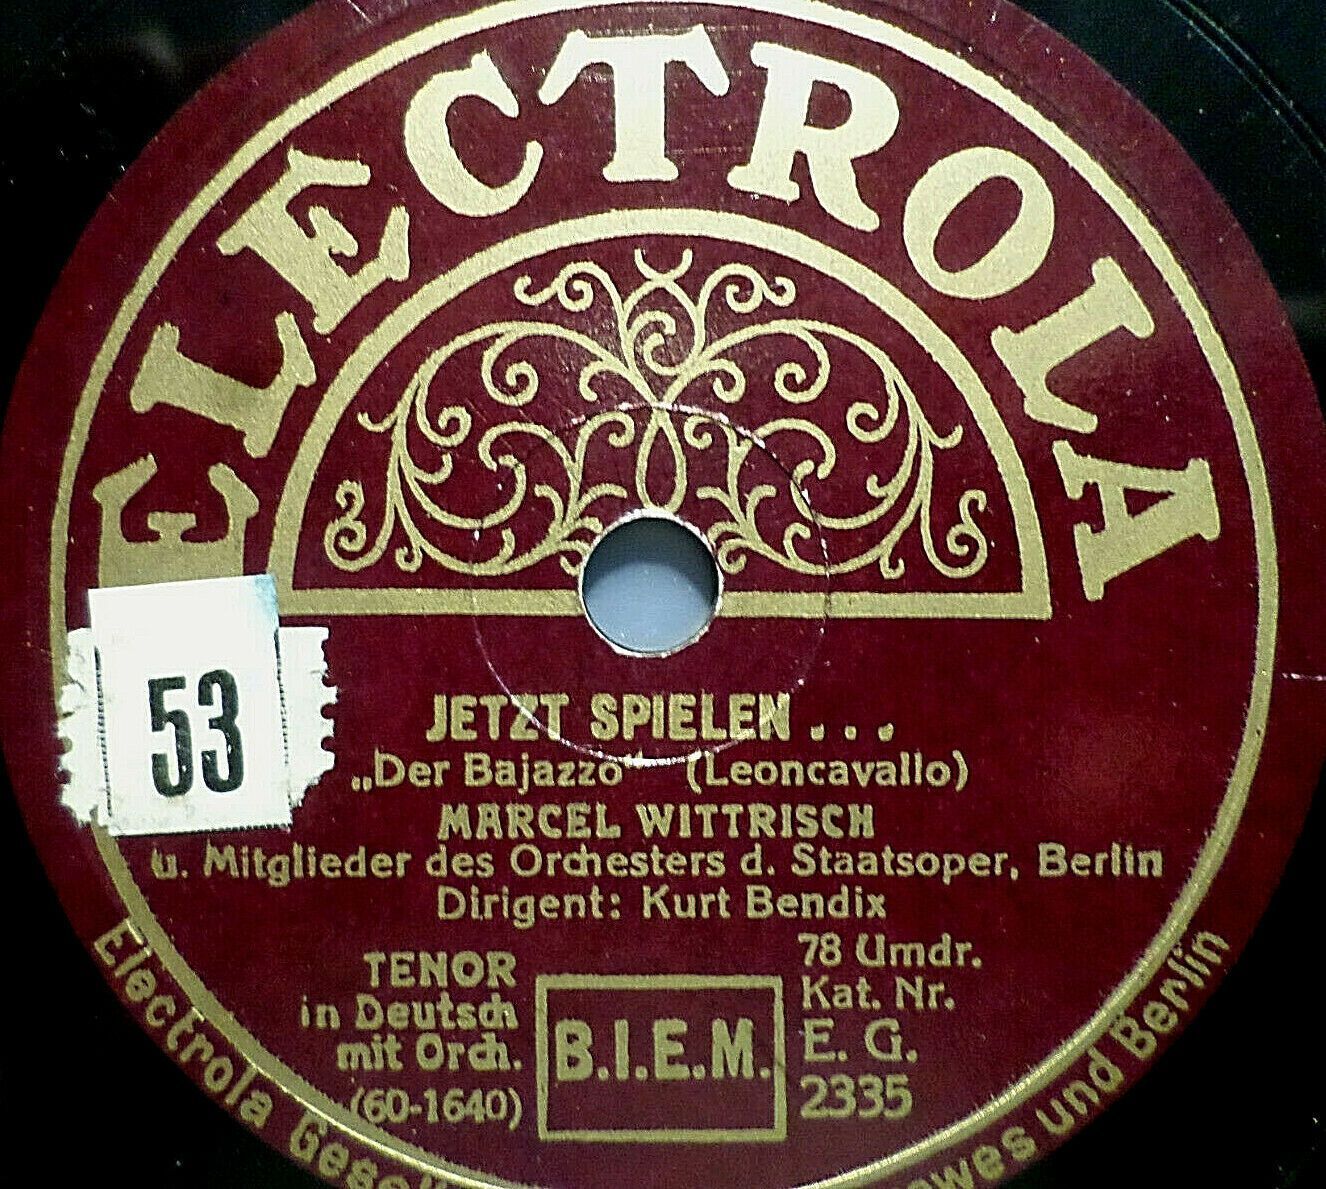 ELECTROLA
53
JETZT SPIELEN . . .
„Der Bajazzo" (Leoncavallo)
MARCEL WITTRISCH
u. Mitglieder des Orchesters d. Staatsoper, Berlin
Dirigent: Kurt Bendix
TENOR
in Deutsch
mit Orch.
(60-1640)
B.I.E.M.
78 Umdr.
Kat. Nr.
E. G.
2335
Electrola
und Berlin